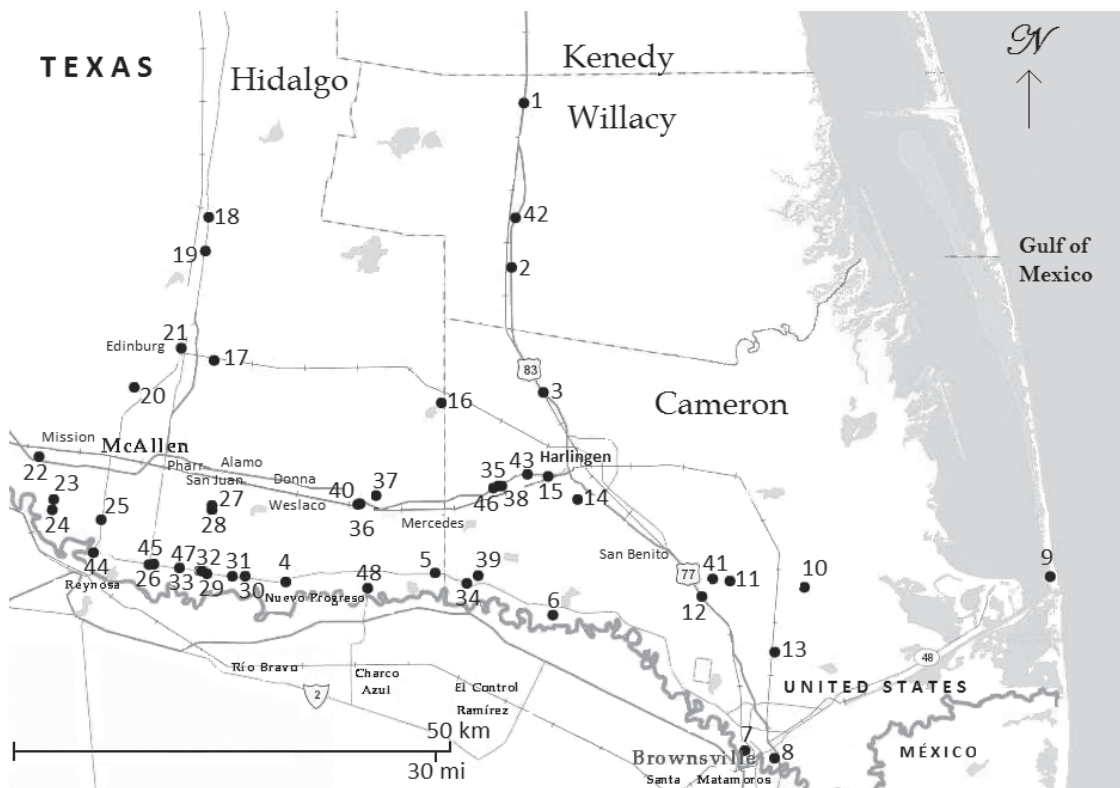 TEXAS
Hidalgo
Kenedy
Willacy
N
1
18
42
19
2
Gulf of
Mexico
21
Edinburg
17
83
20
3
16
Cameron
Mission
McAllen
22
Pharr
Alamo
San Juan
Donna
Weslaco
37
35
43
Harlingen
23
24
25
27
28
40
36
Mercedes
46
38
15
14
San Benito
45
47
32
31
4
5
39
44
26
33
29
30
48
34
6
Reynosa
Nuevo Progreso
77
41
11
12
10
9
13
48
Río Bravo
Charco
Azul
2
El Control
Ramírez
UNITED STATES
MÉXICO
50 km
30 mi
7
8
Brownsville
Santa Matamoros